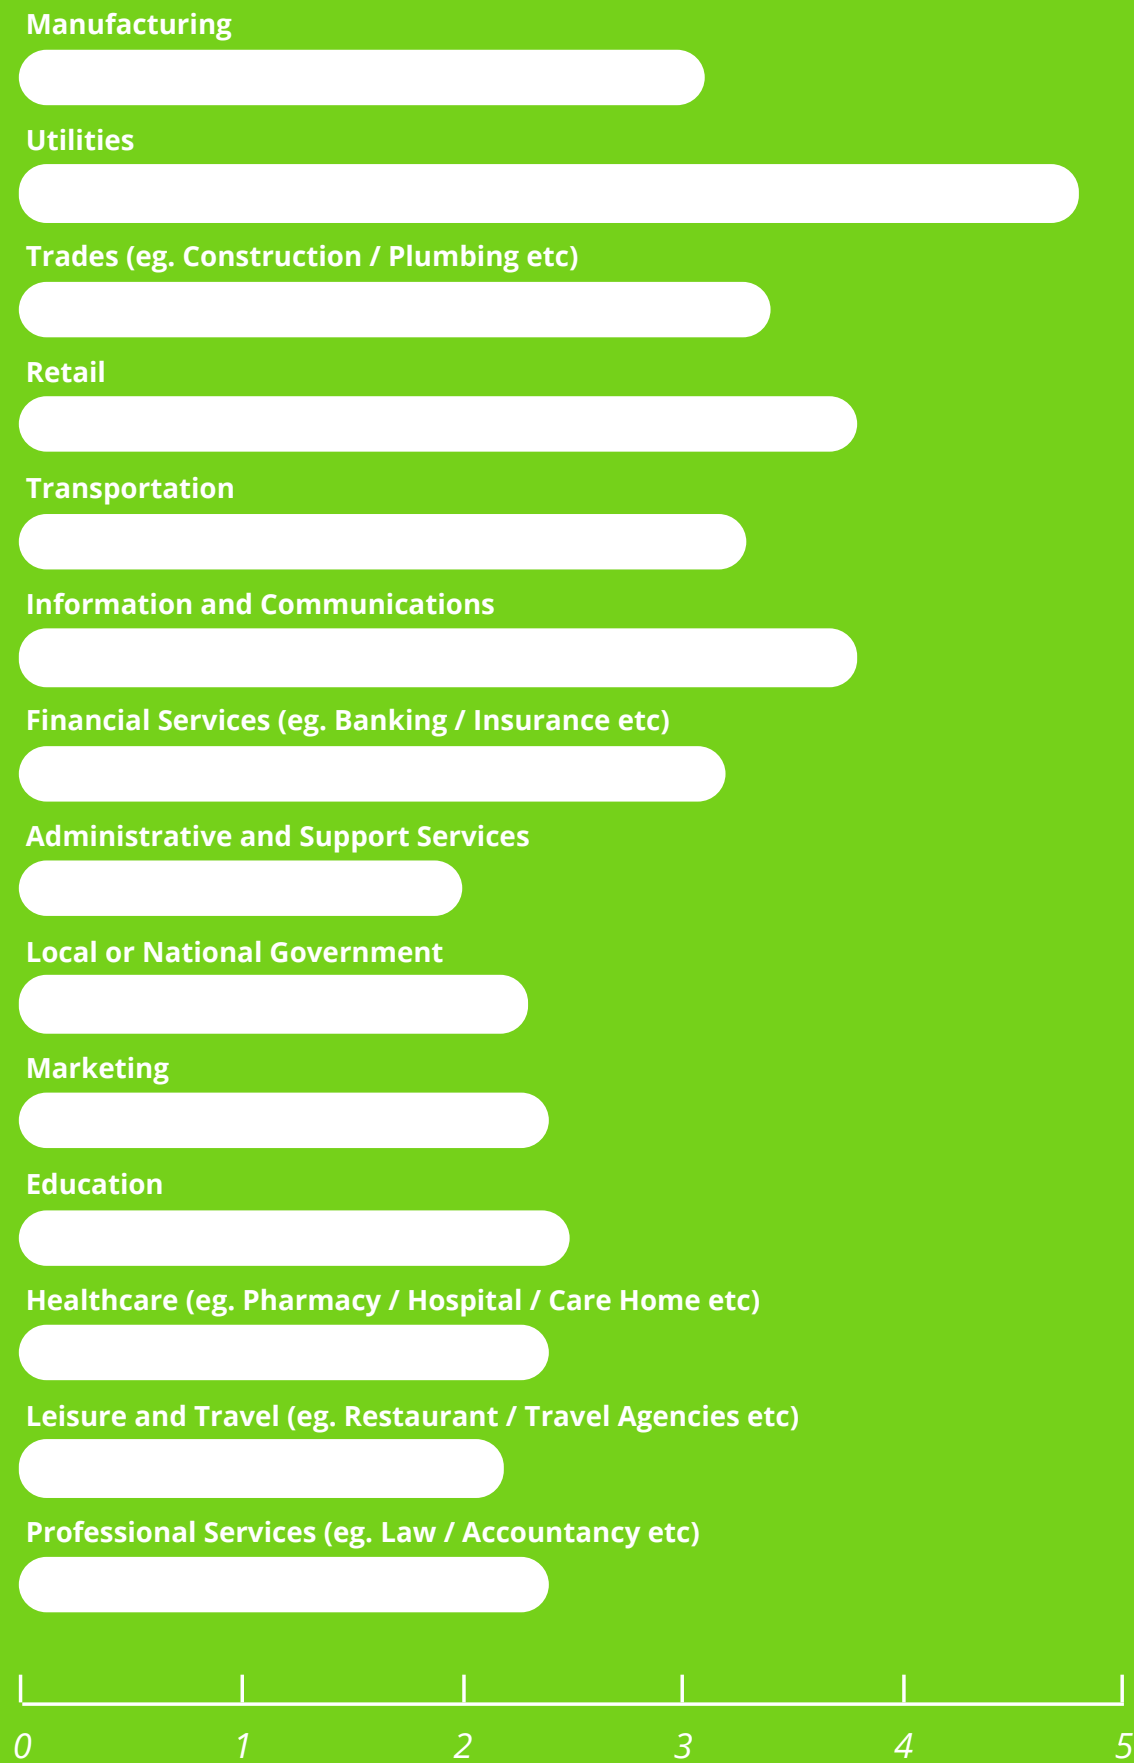 Manufacturing
Utilities
Trades (eg. Construction / Plumbing etc)
Retail
Transportation
Information and Communications
Financial Services (eg. Banking / Insurance etc)
Administrative and Support Services
Local or National Government
Marketing
Education
Healthcare (eg. Pharmacy / Hospital / Care Home etc)
Leisure and Travel (eg. Restaurant / Travel Agencies etc)
Professional Services (eg. Law / Accountancy etc)
0 1 2 3 4 5